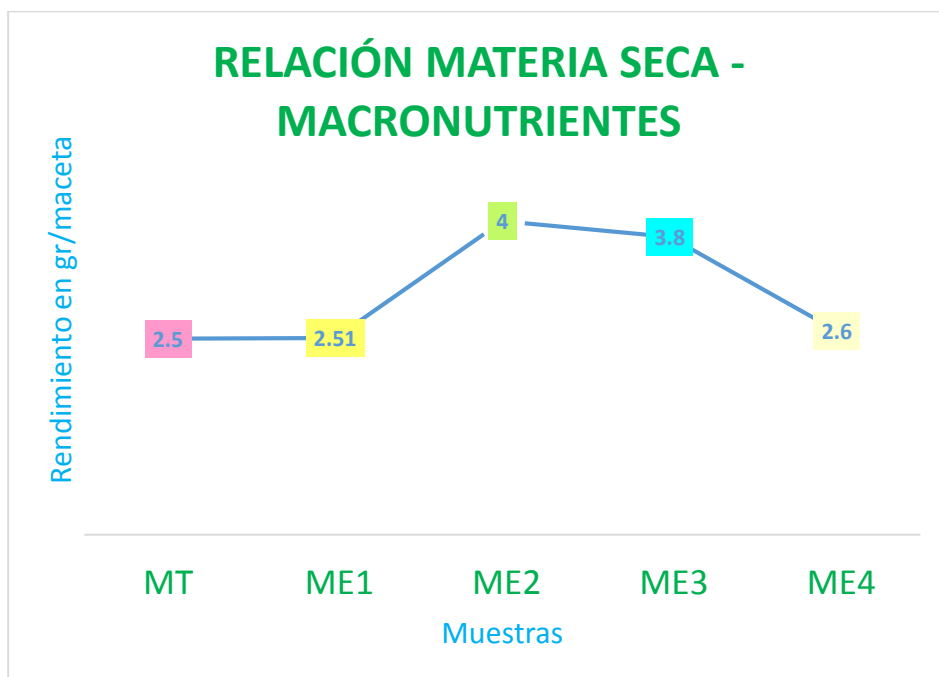 RELACIÓN MATERIA SECA -
MACRONUTRIENTES
Rendimiento en gr/maceta
4
3.8
2.5
2.51
2.6
MT
ME1
ME2
ME3
ME4
Muestras